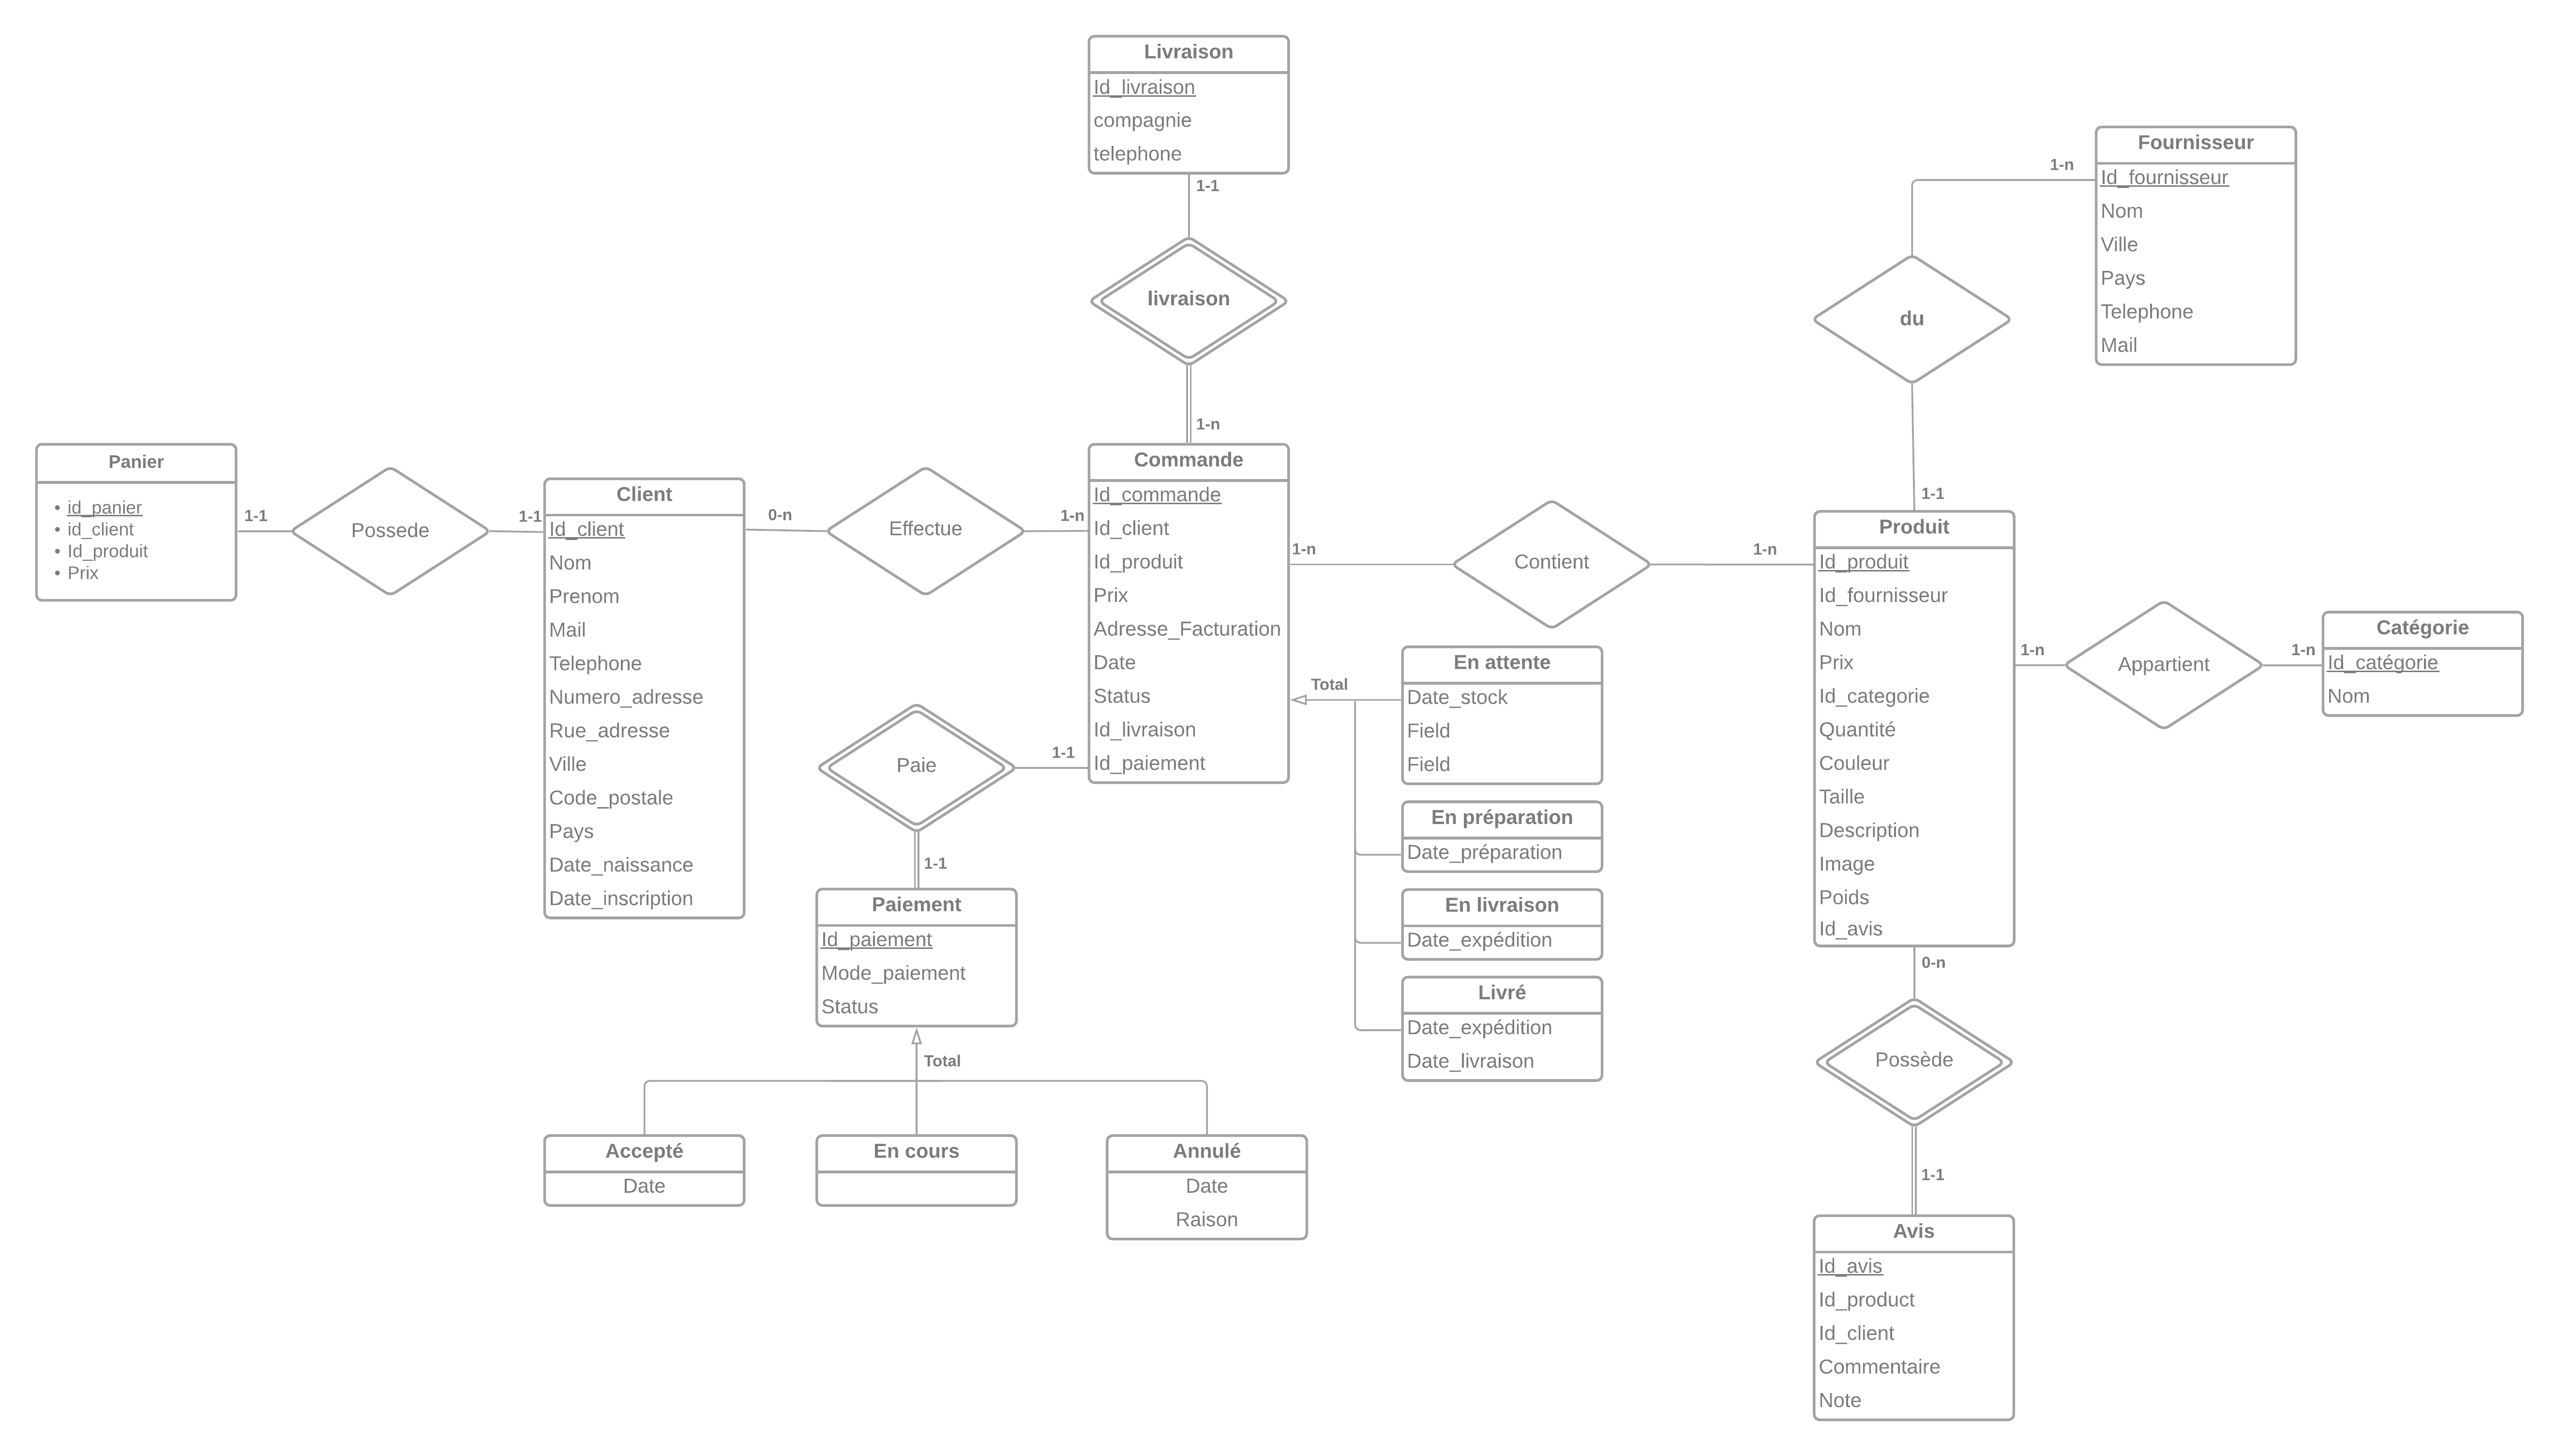 Livraison
Id_livraison
compagnie
telephone
1-1
livraison
1-n
Fournisseur
Id_fournisseur
Nom
Ville
Pays
Telephone
Mail
1-n
du
1-1
Panier
• id_panier
• id_client
• Id_produit
• Prix
1-1
Possede
1-1
Client
Id_client
Nom
Prenom
Mail
Telephone
Numero_adresse
Rue_adresse
Ville
Code_postale
Pays
Date_naissance
Date_inscription
0-n
Effectue
1-n
Commande
Id_commande
Id_client
Id_produit
Prix
Adresse_Facturation
Date
Status
Id_livraison
Id_paiement
1-n
Contient
1-n
Produit
Id_produit
Id_fournisseur
Nom
Prix
Id_categorie
Quantité
Couleur
Taille
Description
Image
Poids
Id_avis
1-n
Appartient
1-n
Catégorie
Id_catégorie
Nom
Total
En attente
Date_stock
Field
Field
En préparation
Date_préparation
En livraison
Date_expédition
Livré
Date_expédition
Date_livraison
Paie
1-1
1-1
Paiement
Id_paiement
Mode_paiement
Status
Total
Accepté
Date
En cours
Annulé
Date
Raison
0-n
Possède
1-1
Avis
Id_avis
Id_product
Id_client
Commentaire
Note